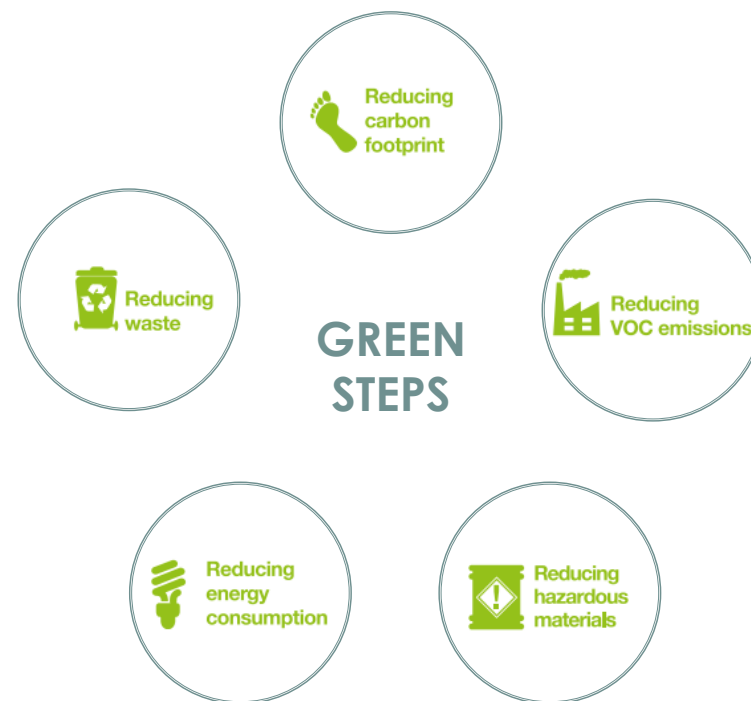 Reducing
carbon
footprint
Reducing
waste
Reducing
VOC emissions
GREEN
STEPS
Reducing
energy
consumption
Reducing
hazardous
materials